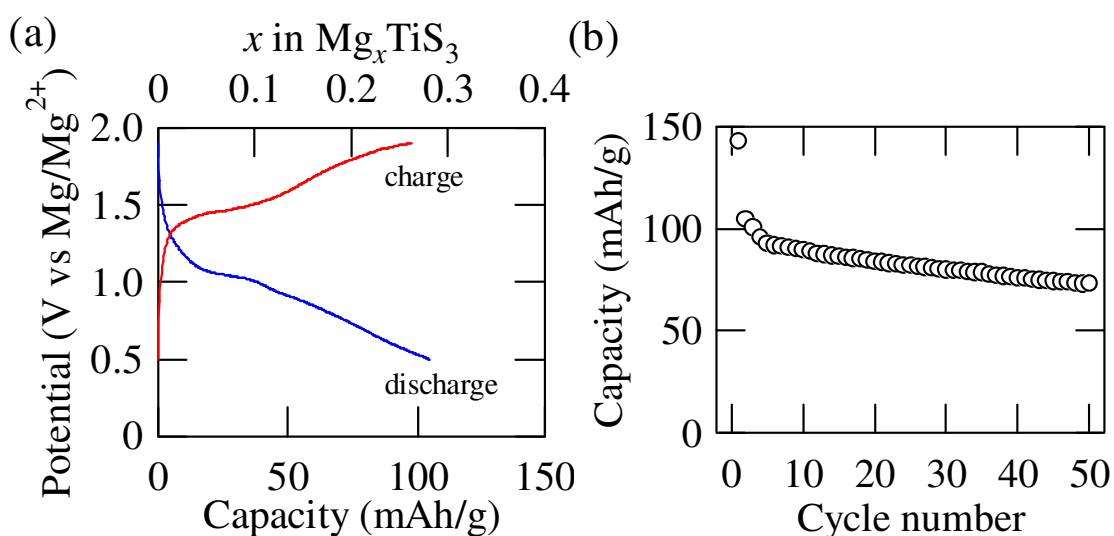 (a)
x in MgₓTiS₃
0 0.1 0.2 0.3 0.4
Potential (V vs Mg/Mg²⁺)
2.0
1.5
1.0
0.5
0
charge
discharge
0 50 100 150
Capacity (mAh/g)
(b)
Capacity (mAh/g)
150
100
50
0
0 10 20 30 40 50
Cycle number